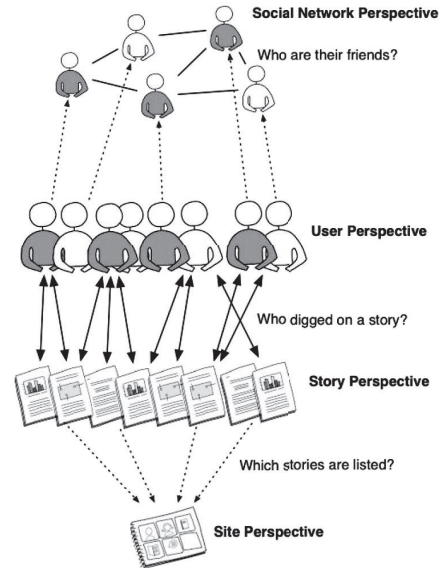 Social Network Perspective
Who are their friends?
User Perspective
Who digged on a story?
Story Perspective
Which stories are listed?
Site Perspective